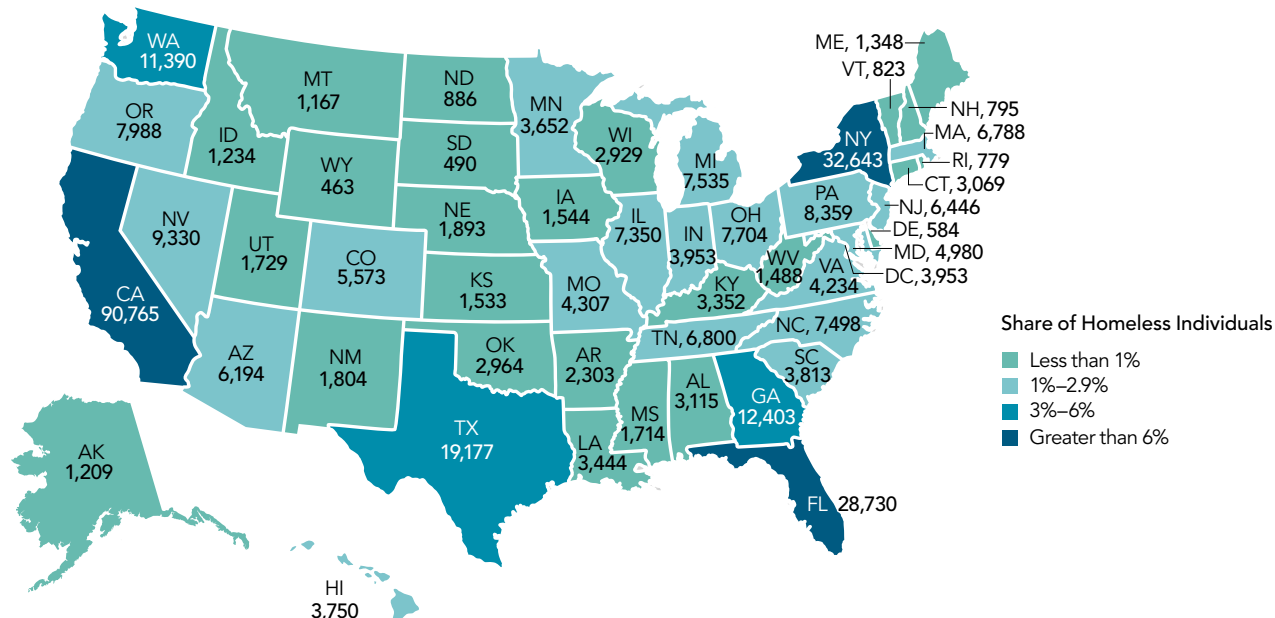 WA
11,390
OR
7,988
CA
90,765
NV
9,330
ID
1,234
MT
1,167
WY
463
UT
1,729
AZ
6,194
CO
5,573
NM
1,804
ND
886
SD
490
NE
1,893
KS
1,533
OK
2,964
TX
19,177
MN
3,652
IA
1,544
MO
4,307
AR
2,303
LA
3,444
WI
2,929
IL
7,350
MI
7,535
IN
3,953
OH
7,704
KY
3,352
TN, 6,800
MS
1,714
AL
3,115
GA
12,403
FL 28,730
SC
3,813
NC, 7,498
VA
4,234
WV
1,488
PA
8,359
NY
32,643
ME, 1,348
VT, 823
NH, 795
MA, 6,788
RI, 779
CT, 3,069
NJ, 6,446
DE, 584
MD, 4,980
DC, 3,953
AK
1,209
HI
3,750
Share of Homeless Individuals
Less than 1%
1%–2.9%
3%–6%
Greater than 6%